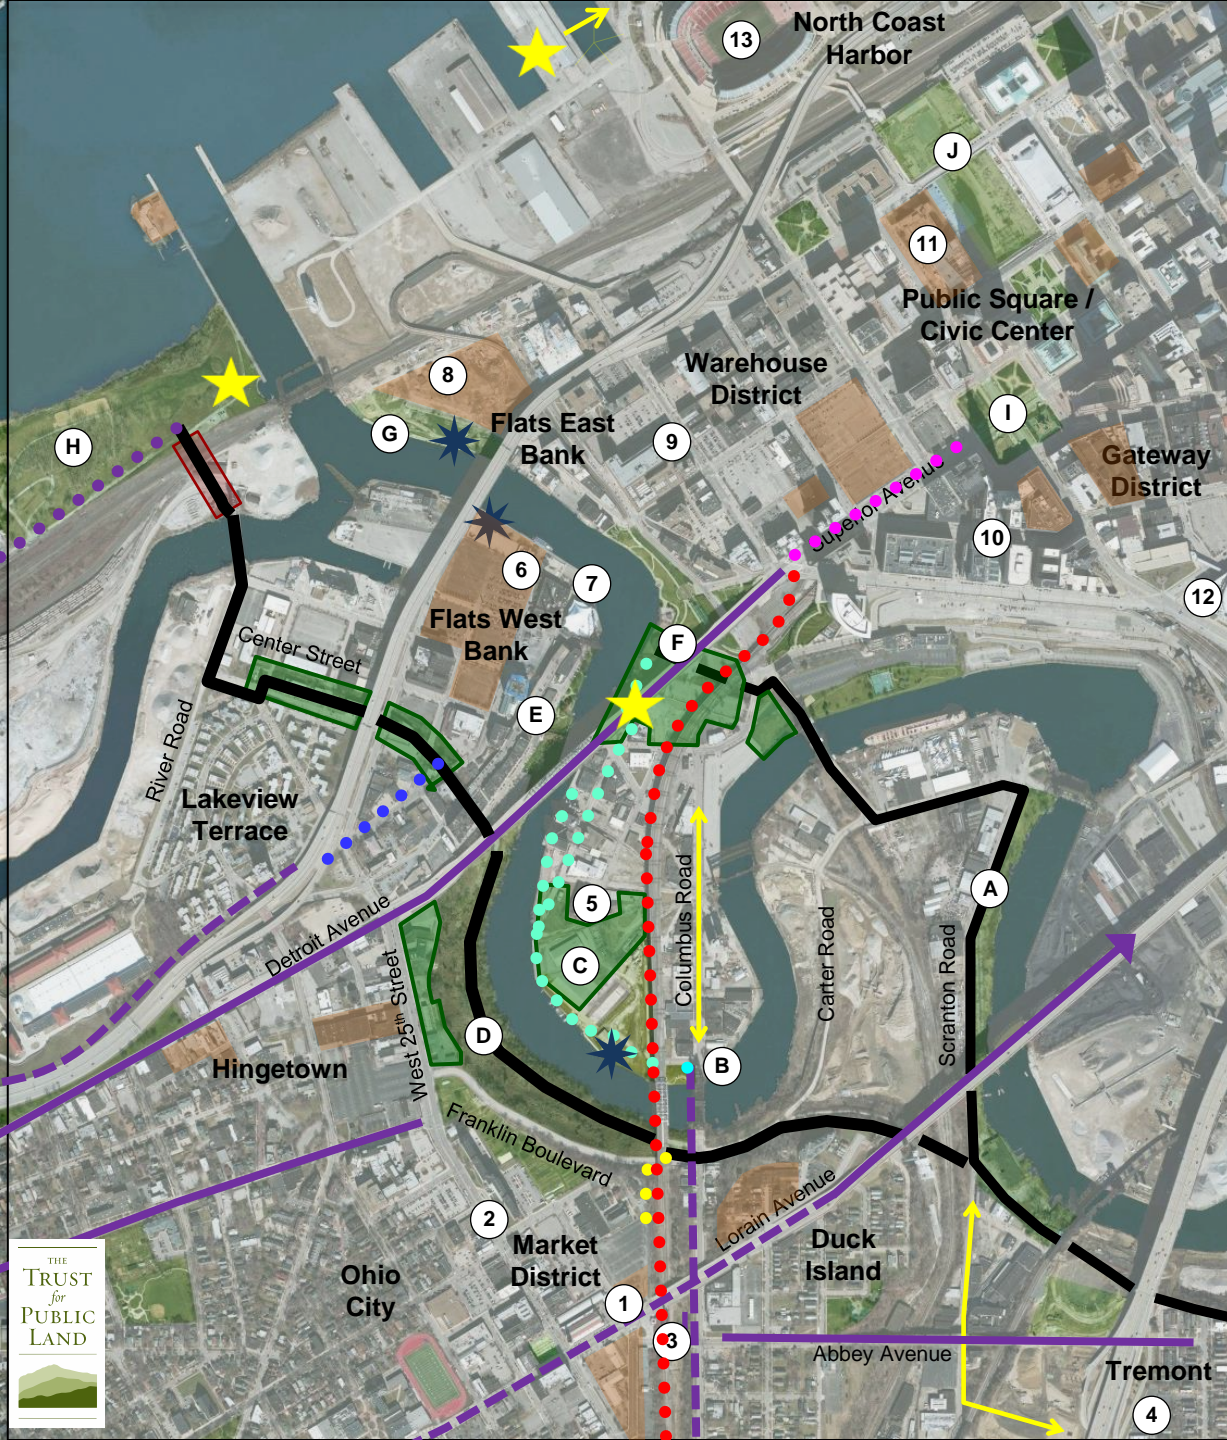 13
North Coast
Harbor
J
11
Public Square /
Civic Center
8
Warehouse
District
G
Flats East
Bank
9
I
H
Gateway
District
Superior Avenue
10
6
7
12
Flats West
Bank
F
Center Street
E
River Road
Lakeview
Terrace
5
Columbus Road
A
Detroit Avenue
C
Carter Road
Scranton Road
West 25th Street
D
Hingetown
B
Franklin Boulevard
2
Market
District
Lorain Avenue
Duck
Island
Ohio
City
1
3
Abbey Avenue
Tremont
4
THE
TRUST
for
PUBLIC
LAND